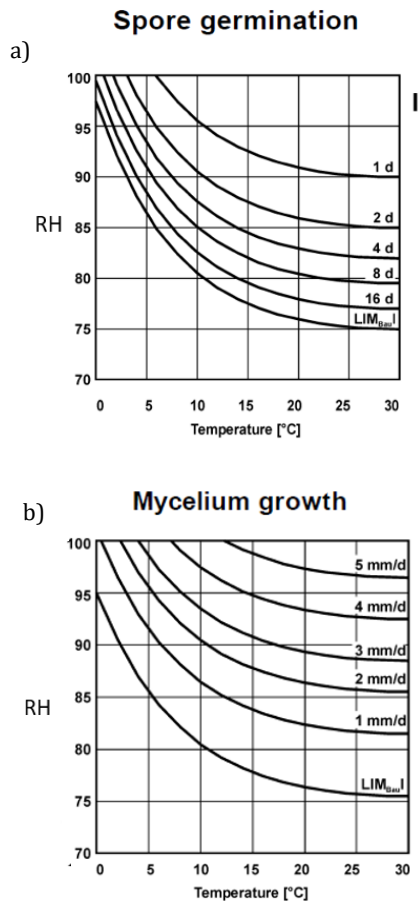 Spore germination
a)
I
100
95
90
85
80
75
70
RH
1 d
2 d
4 d
8 d
16 d
LIM_Bau I
0 5 10 15 20 25 30
Temperature [°C]
b) Mycelium growth
100
95
90
85
80
75
70
RH
5 mm/d
4 mm/d
3 mm/d
2 mm/d
1 mm/d
LIM_Bau I
0 5 10 15 20 25 30
Temperature [°C]